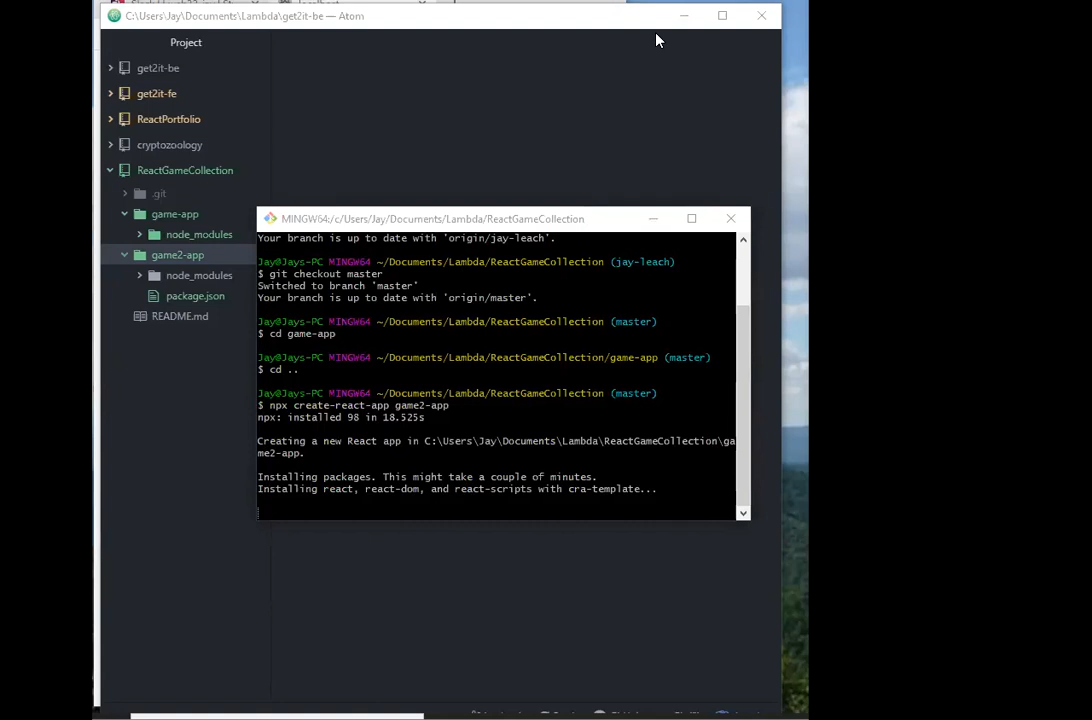 C:\Users\Jay\Documents\Lambda\get2it-be — Atom
Project
get2it-be
get2it-fe
ReactPortfolio
cryptozoology
ReactGameCollection
.git
game-app
node_modules
game2-app
node_modules
package.json
README.md
MINGW64:/c/Users/Jay/Documents/Lambda/ReactGameCollection
Your branch is up to date with 'origin/jay-leach'.
Jay@Jays-PC MINGW64 ~/Documents/Lambda/ReactGameCollection (jay-leach)
$ git checkout master
Switched to branch 'master'
Your branch is up to date with 'origin/master'.
Jay@Jays-PC MINGW64 ~/Documents/Lambda/ReactGameCollection (master)
$ cd game-app
Jay@Jays-PC MINGW64 ~/Documents/Lambda/ReactGameCollection/game-app (master)
$ cd ..
Jay@Jays-PC MINGW64 ~/Documents/Lambda/ReactGameCollection (master)
$ npx create-react-app game2-app
npx: installed 98 in 18.525s
Creating a new React app in C:\Users\Jay\Documents\Lambda\ReactGameCollection\ga
me2-app.
Installing packages. This might take a couple of minutes.
Installing react, react-dom, and react-scripts with cra-template...